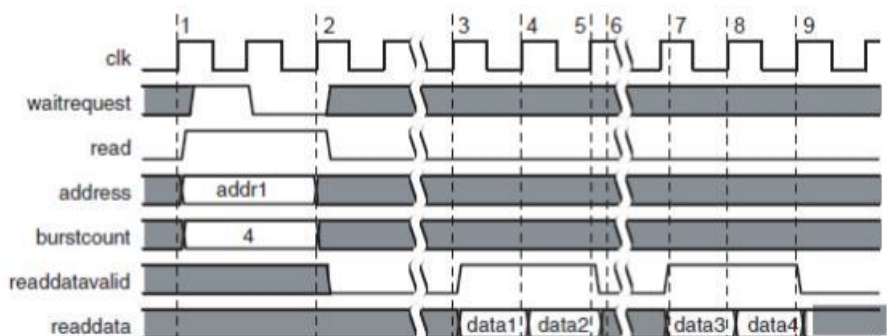 1 2 3 4 5 6 7 8 9
clk
waitrequest
read
address addr1
burstcount 4
readdatavalid
readdata data1 data2 data3 data4